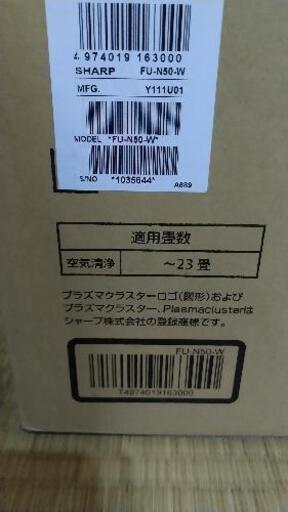 4 974019 163000
SHARP FU-N50-W
MFG. Y111U01
MODEL *FU-N50-W*
S/NO *1035644* A689
適用畳数
空気清浄 ～23 畳
プラズマクラスターロゴ(図形)および
プラズマクラスター、Plasmaclusterは
シャープ株式会社の登録商標です。
FU-N50-W
T4974019163000